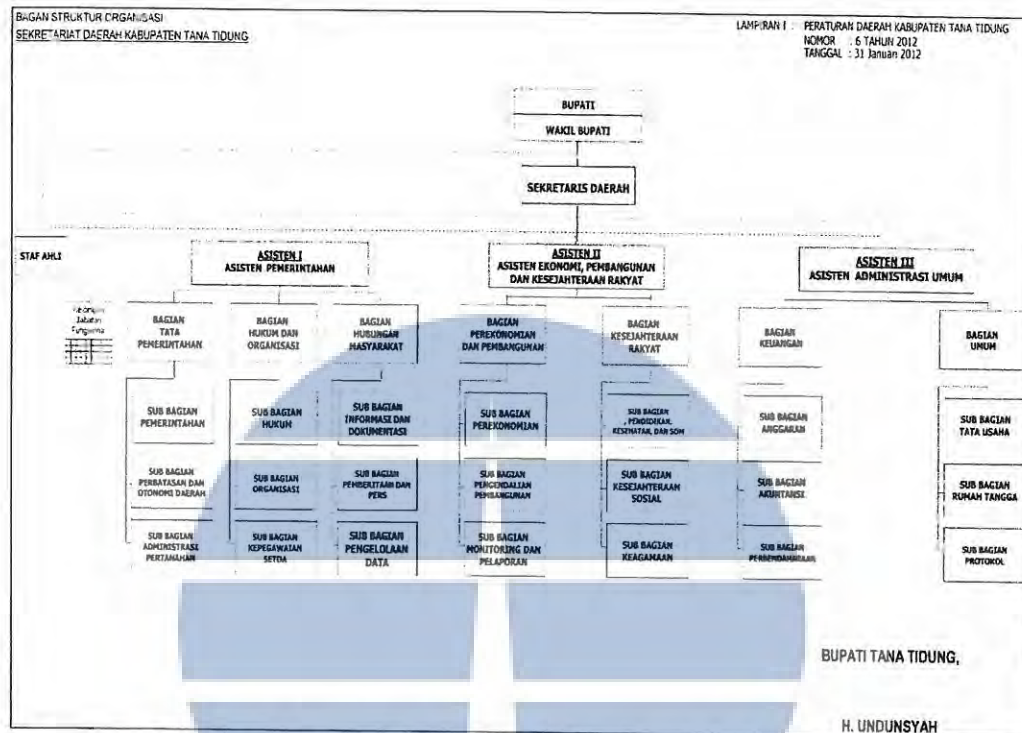 BAGAN STRUKTUR ORGANISASI
SEKRETARIAT DAERAH KABUPATEN TANA TIDUNG
LAMPIRAN I : PERATURAN DAERAH KABUPATEN TANA TIDUNG
NOMOR : 6 TAHUN 2012
TANGGAL : 31 Januari 2012
BUPATI
WAKIL BUPATI
SEKRETARIS DAERAH
STAF AHLI
ASISTEN I
ASISTEN PEMERINTAHAN
ASISTEN II
ASISTEN EKONOMI, PEMBANGUNAN
DAN KESEJAHTERAAN RAKYAT
ASISTEN III
ASISTEN ADMINISTRASI UMUM
Jabatan
BAGIAN
TATA
PEMERINTAHAN
BAGIAN
HUKUM DAN
ORGANISASI
BAGIAN
HUBUNGAN
MASYARAKAT
BAGIAN
PEREKONOMIAN
DAN PEMBANGUNAN
BAGIAN
KESEJAHTERAAN
RAKYAT
BAGIAN
KEUANGAN
BAGIAN
UMUM
SUB BAGIAN
PEMERINTAHAN
SUB BAGIAN
HUKUM
SUB BAGIAN
INFORMASI DAN
DOKUMENTASI
SUB BAGIAN
PEREKONOMIAN
SUB BAGIAN
, PENDIDIKAN,
KESEHATAN, DAN SDM
SUB BAGIAN
ANGGARAN
SUB BAGIAN
TATA USAHA
SUB BAGIAN
PERBATASAN DAN
OTONOMI DAERAH
SUB BAGIAN
ORGANISASI
SUB BAGIAN
PEMBERITAAN DAN
PERS
SUB BAGIAN
PENGENDALIAN
PEMBANGUNAN
SUB BAGIAN
KESEJAHTERAAN
SOSIAL
SUB BAGIAN
AKUNTANSI
SUB BAGIAN
RUMAH TANGGA
SUB BAGIAN
ADMINISTRASI
PERTANAHAN
SUB BAGIAN
KEPEGAWAIAN
SETDA
SUB BAGIAN
PENGELOLAAN
DATA
SUB BAGIAN
MONITORING DAN
PELAPORAN
SUB BAGIAN
KEAGAMAAN
SUB BAGIAN
PERBENDAHARAAN
SUB BAGIAN
PROTOKOL
BUPATI TANA TIDUNG,
H. UNDUNSYAH